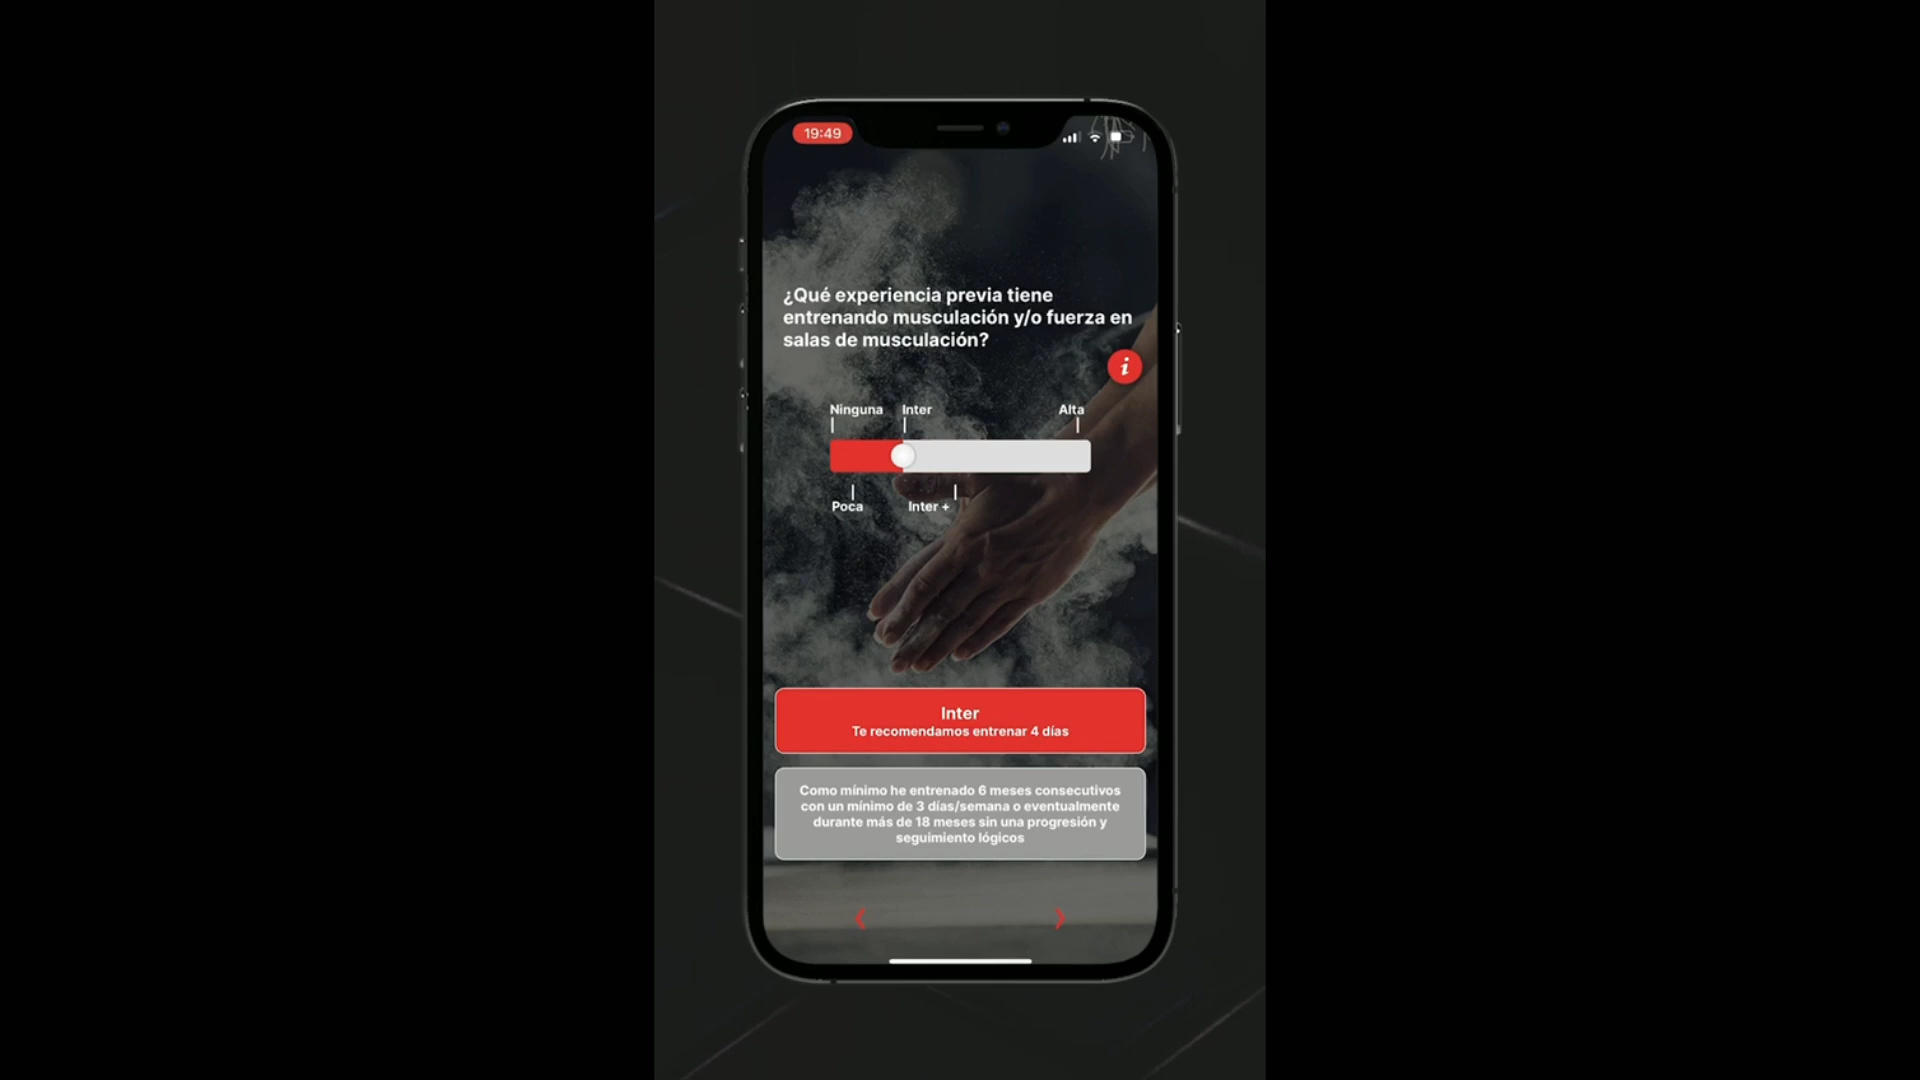 19:49
¿Qué experiencia previa tiene
entrenando musculación y/o fuerza en
salas de musculación?
i
Ninguna Inter Alta
Poca Inter +
Inter
Te recomendamos entrenar 4 días
Como mínimo he entrenado 6 meses consecutivos
con un mínimo de 3 días/semana o eventualmente
durante más de 18 meses sin una progresión y
seguimiento lógicos